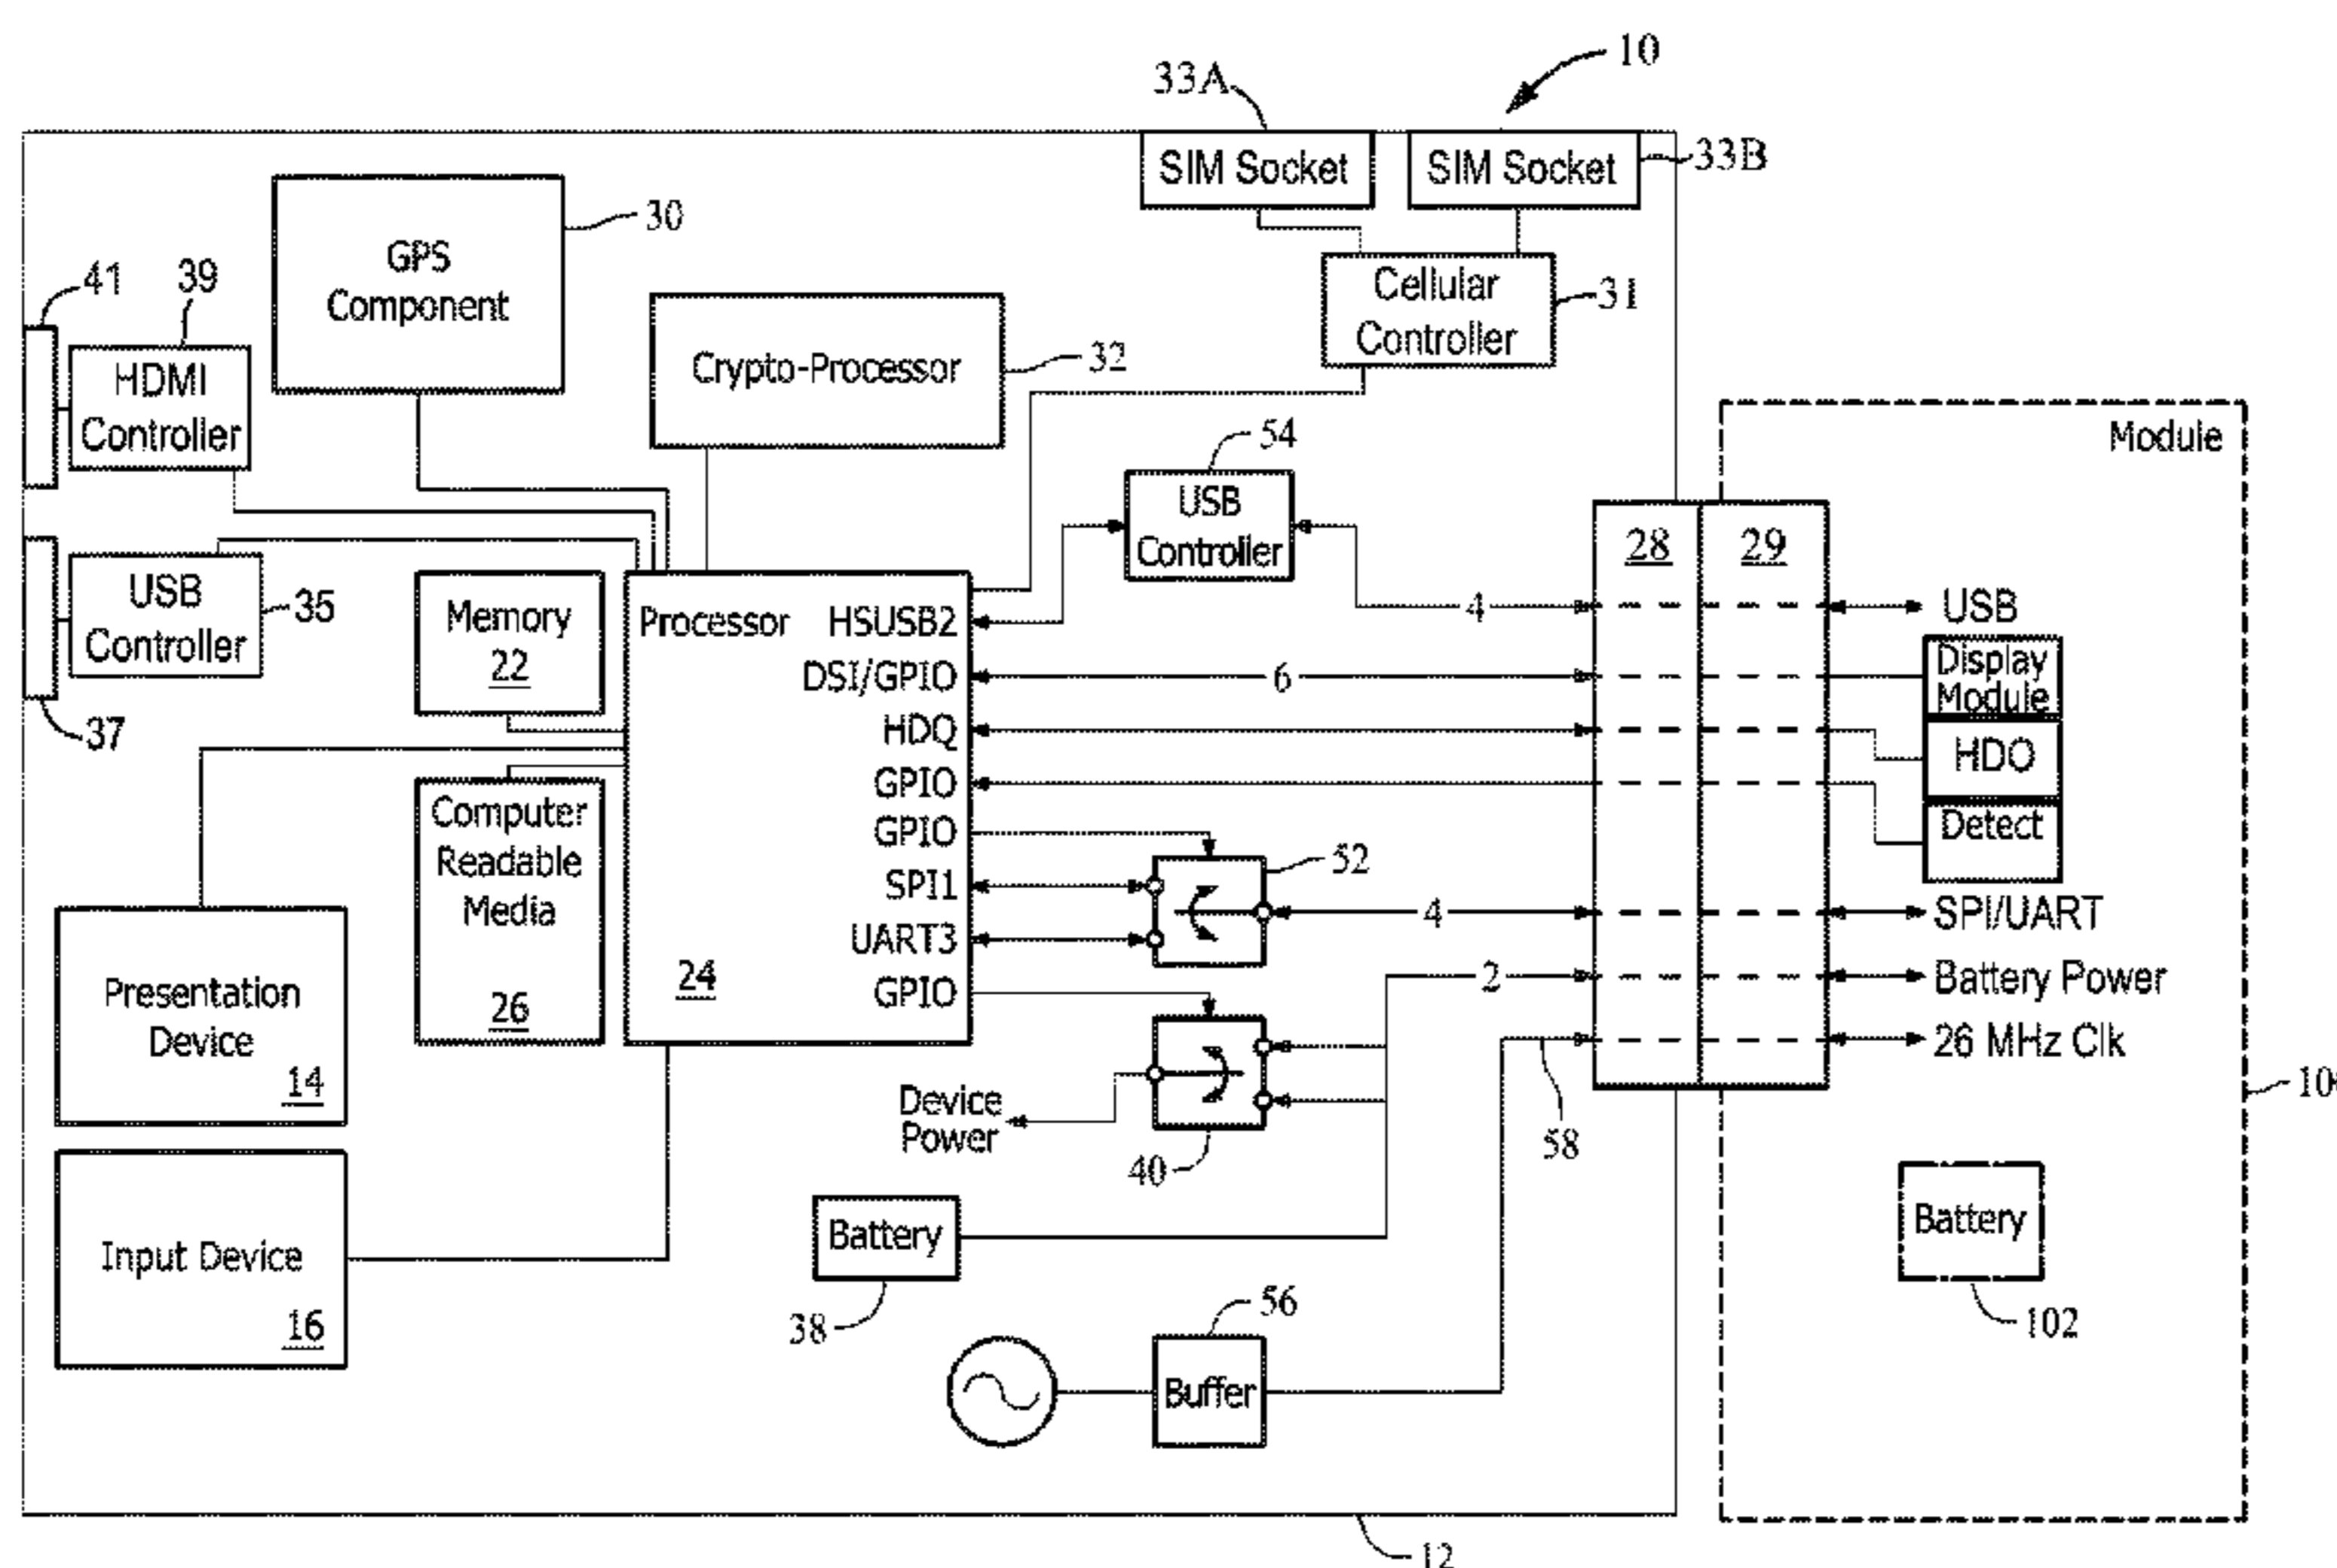 10
33A
SIM Socket
SIM Socket
33B
GPS
Component
30
Cellular
Controller
31
41
39
HDMI
Controller
Crypto-Processor
32
Module
54
USB
Controller
28
29
USB
Controller
35
37
Memory
22
Processor
24
HSUSB2
DSI/GPIO
HDQ
GPIO
GPIO
SPI1
UART3
GPIO
4
6
52
4
2
USB
Display
Module
HDO
Detect
SPI/UART
Battery Power
26 MHz Clk
Computer
Readable
Media
26
Presentation
Device
14
Device
Power
40
58
Input Device
16
Battery
38
56
Buffer
Battery
102
12